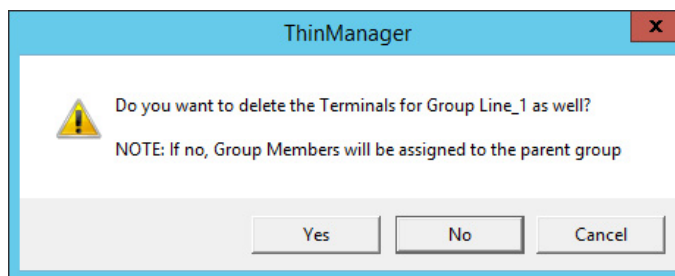 ThinManager
x
Do you want to delete the Terminals for Group Line_1 as well?
NOTE: If no, Group Members will be assigned to the parent group
Yes No Cancel